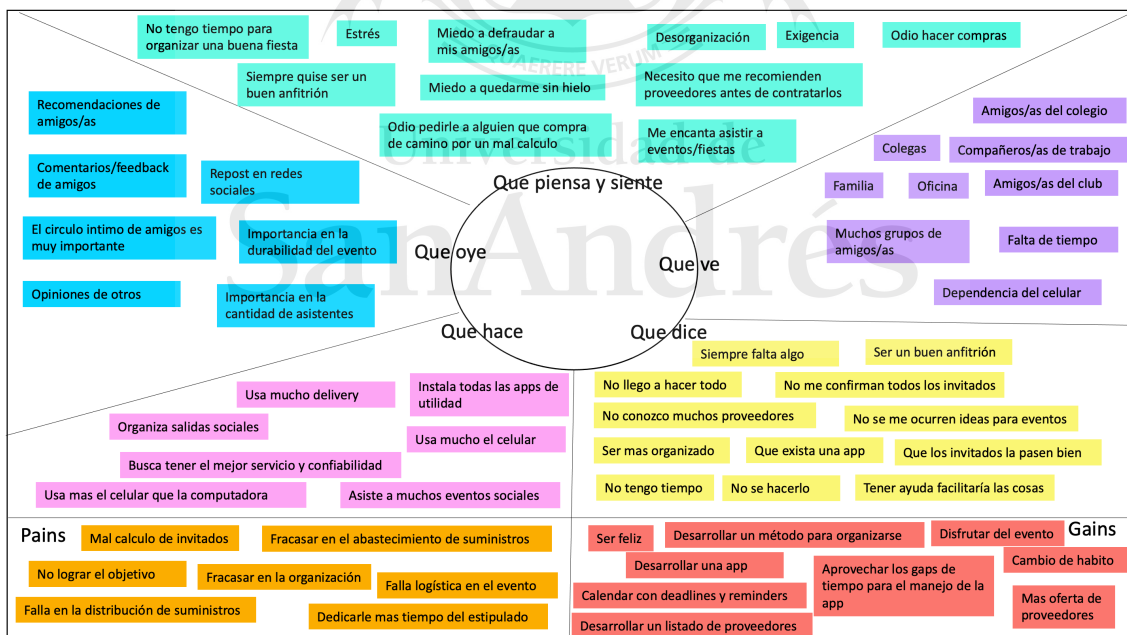 No tengo tiempo para
organizar una buena fiesta
Estrés
Miedo a defraudar a
mis amigos/as
Desorganización
Exigencia
Odio hacer compras
Siempre quise ser un
buen anfitrión
Miedo a quedarme sin hielo
Necesito que me recomienden
proveedores antes de contratarlos
Odio pedirle a alguien que compra
de camino por un mal calculo
Me encanta asistir a
eventos/fiestas
QUAERERE VERUM
Universidad de
SanAndrés
Que piensa y siente
Recomendaciones de
amigos/as
Comentarios/feedback
de amigos
Repost en redes
sociales
El circulo intimo de amigos es
muy importante
Importancia en la
durabilidad del evento
Opiniones de otros
Importancia en la
cantidad de asistentes
Que oye
Amigos/as del colegio
Colegas
Compañeros/as de trabajo
Familia
Oficina
Amigos/as del club
Muchos grupos de
amigos/as
Falta de tiempo
Dependencia del celular
Que ve
Que hace
Usa mucho delivery
Instala todas las apps de
utilidad
Organiza salidas sociales
Usa mucho el celular
Busca tener el mejor servicio y confiabilidad
Usa mas el celular que la computadora
Asiste a muchos eventos sociales
Que dice
Siempre falta algo
Ser un buen anfitrión
No llego a hacer todo
No me confirman todos los invitados
No conozco muchos proveedores
No se me ocurren ideas para eventos
Ser mas organizado
Que exista una app
Que los invitados la pasen bien
No tengo tiempo
No se hacerlo
Tener ayuda facilitaría las cosas
Pains
Mal calculo de invitados
Fracasar en el abastecimiento de suministros
No lograr el objetivo
Fracasar en la organización
Falla logística en el evento
Falla en la distribución de suministros
Dedicarle mas tiempo del estipulado
Gains
Ser feliz
Desarrollar un método para organizarse
Disfrutar del evento
Desarrollar una app
Aprovechar los gaps de
tiempo para el manejo de la
app
Cambio de habito
Calendar con deadlines y reminders
Mas oferta de
proveedores
Desarrollar un listado de proveedores